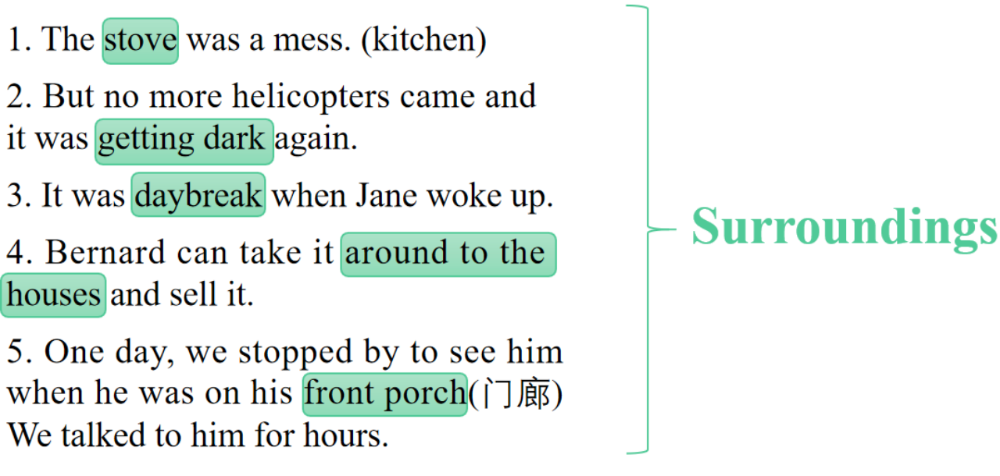 1. The stove was a mess. (kitchen)
2. But no more helicopters came and
it was getting dark again.
3. It was daybreak when Jane woke up.
4. Bernard can take it around to the
houses and sell it.
5. One day, we stopped by to see him
when he was on his front porch(门廊)
We talked to him for hours.
Surroundings